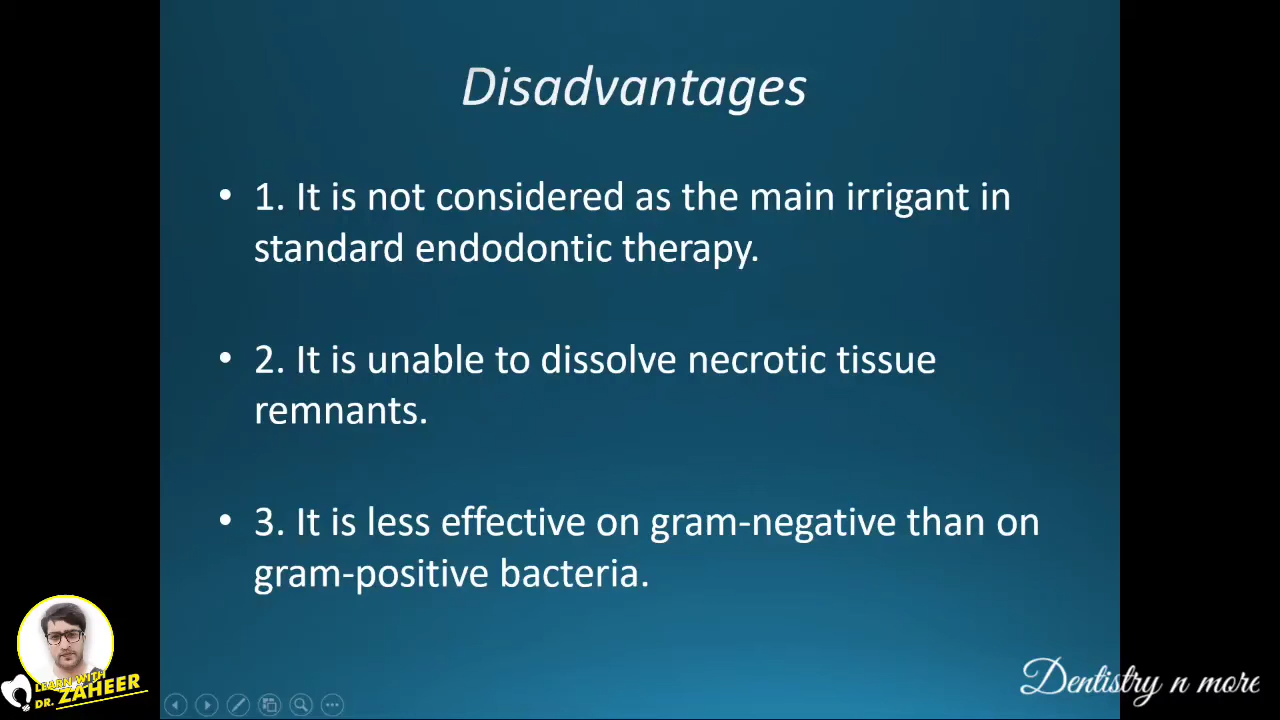 Disadvantages
• 1. It is not considered as the main irrigant in
standard endodontic therapy.
• 2. It is unable to dissolve necrotic tissue
remnants.
• 3. It is less effective on gram-negative than on
gram-positive bacteria.
LEARN WITH
DR. ZAHEER
Dentistry n more